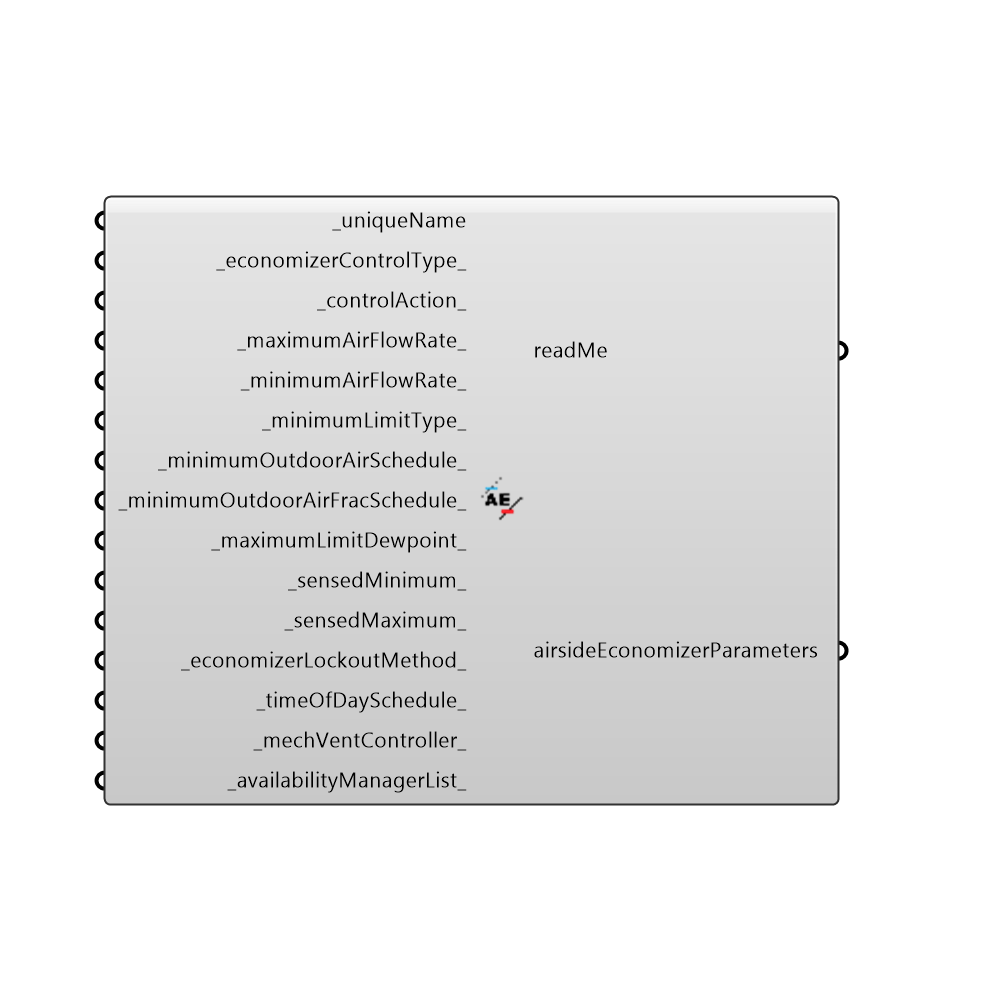 _uniqueName
_economizerControlType_
_controlAction_
_maximumAirFlowRate_
_minimumAirFlowRate_
_minimumLimitType_
_minimumOutdoorAirSchedule_
_minimumOutdoorAirFracSchedule_
_maximumLimitDewpoint_
_sensedMinimum_
_sensedMaximum_
_economizerLockoutMethod_
_timeOfDaySchedule_
_mechVentController_
_availabilityManagerList_
AE
readMe
airsideEconomizerParameters